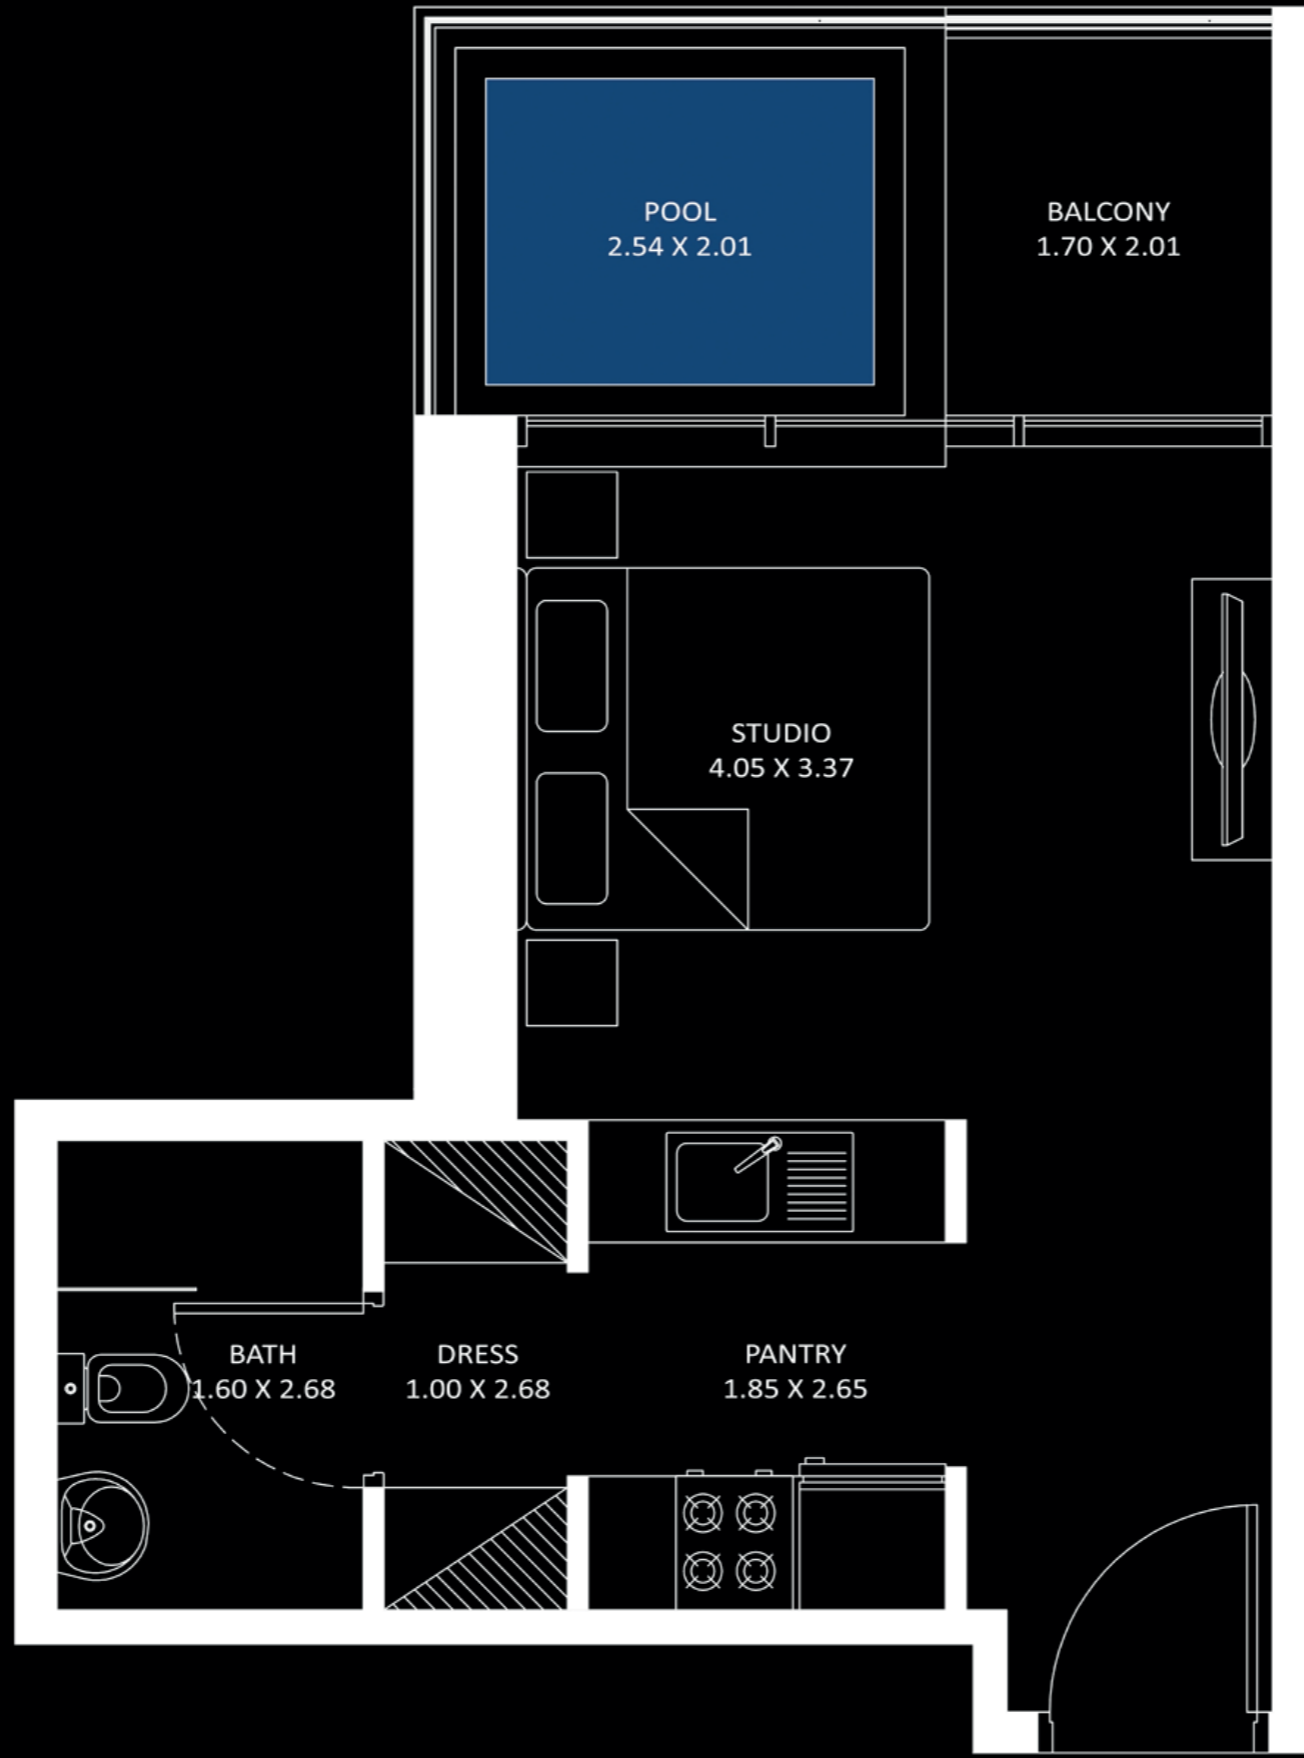 POOL
2.54 X 2.01
BALCONY
1.70 X 2.01
STUDIO
4.05 X 3.37
BATH
1.60 X 2.68
DRESS
1.00 X 2.68
PANTRY
1.85 X 2.65